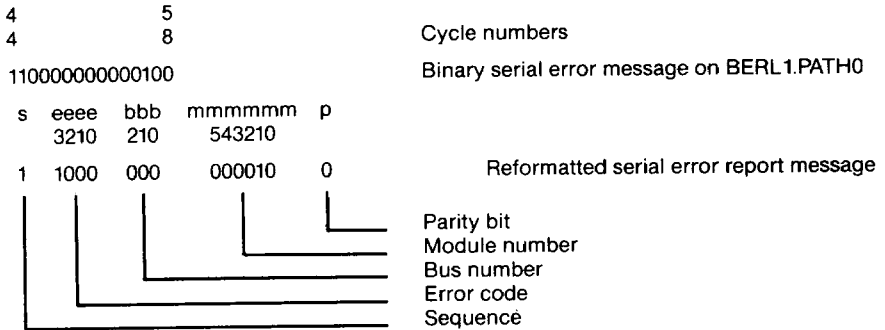 4 5
4 8 Cycle numbers
110000000000100 Binary serial error message on BERL1.PATH0
s eeee bbb mmmmmm p
3210 210 543210
1 1000 000 000010 0 Reformatted serial error report message
Parity bit
Module number
Bus number
Error code
Sequence